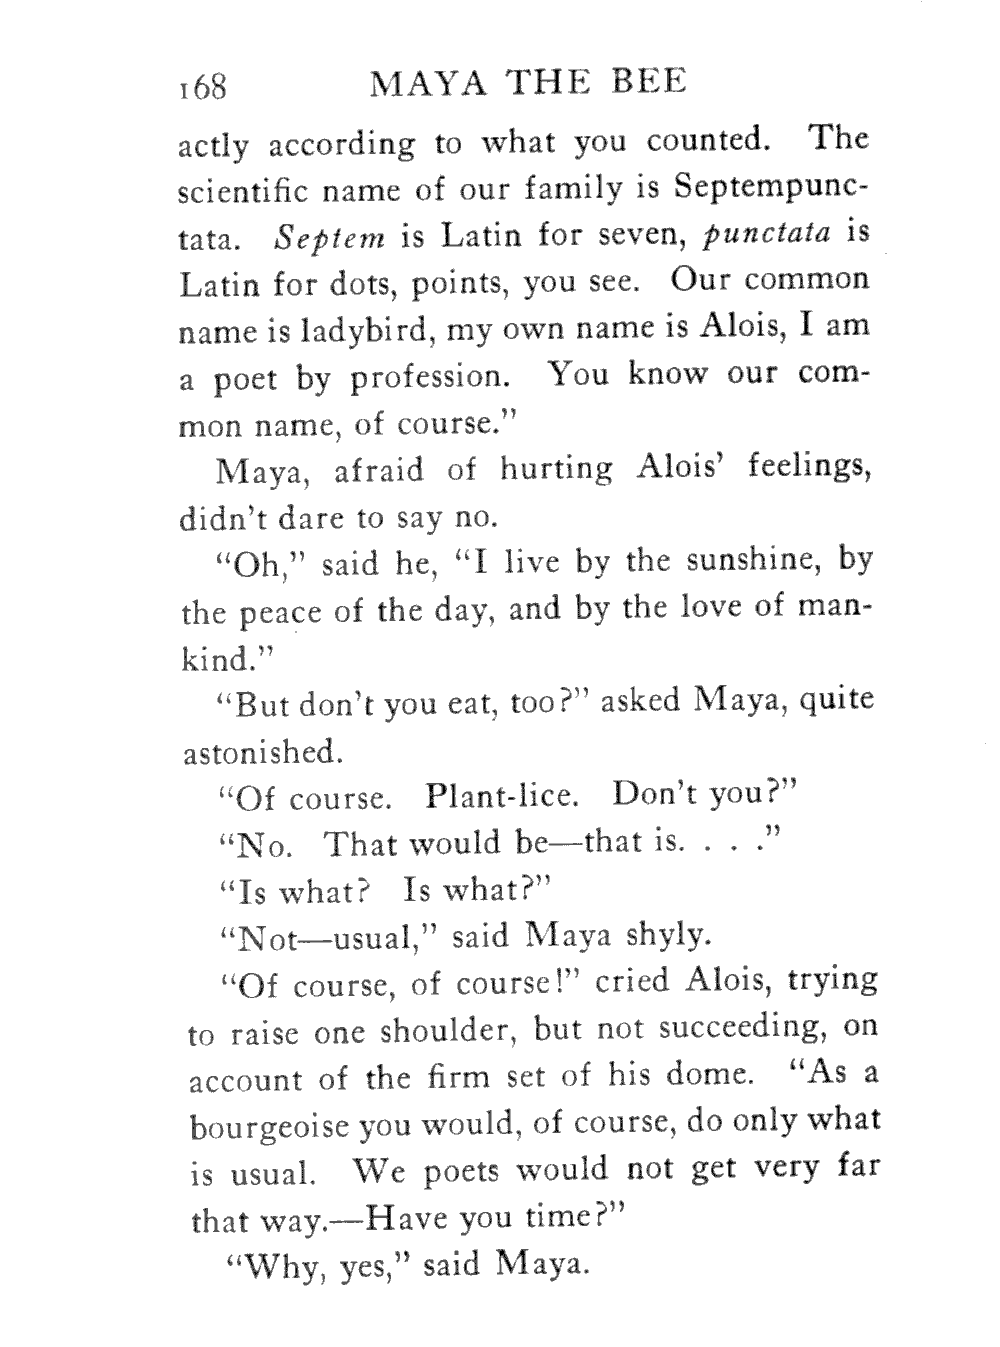 168 MAYA THE BEE
actly according to what you counted. The
scientific name of our family is Septempunc-
tata. Septem is Latin for seven, punctata is
Latin for dots, points, you see. Our common
name is ladybird, my own name is Alois, I am
a poet by profession. You know our com-
mon name, of course.”
Maya, afraid of hurting Alois’ feelings,
didn’t dare to say no.
“Oh,” said he, “I live by the sunshine, by
the peace of the day, and by the love of man-
kind.”
“But don’t you eat, too?” asked Maya, quite
astonished.
“Of course. Plant-lice. Don’t you?”
“No. That would be—that is. . . .”
“Is what? Is what?”
“Not—usual,” said Maya shyly.
“Of course, of course!” cried Alois, trying
to raise one shoulder, but not succeeding, on
account of the firm set of his dome. “As a
bourgeoise you would, of course, do only what
is usual. We poets would not get very far
that way.—Have you time?”
“Why, yes,” said Maya.